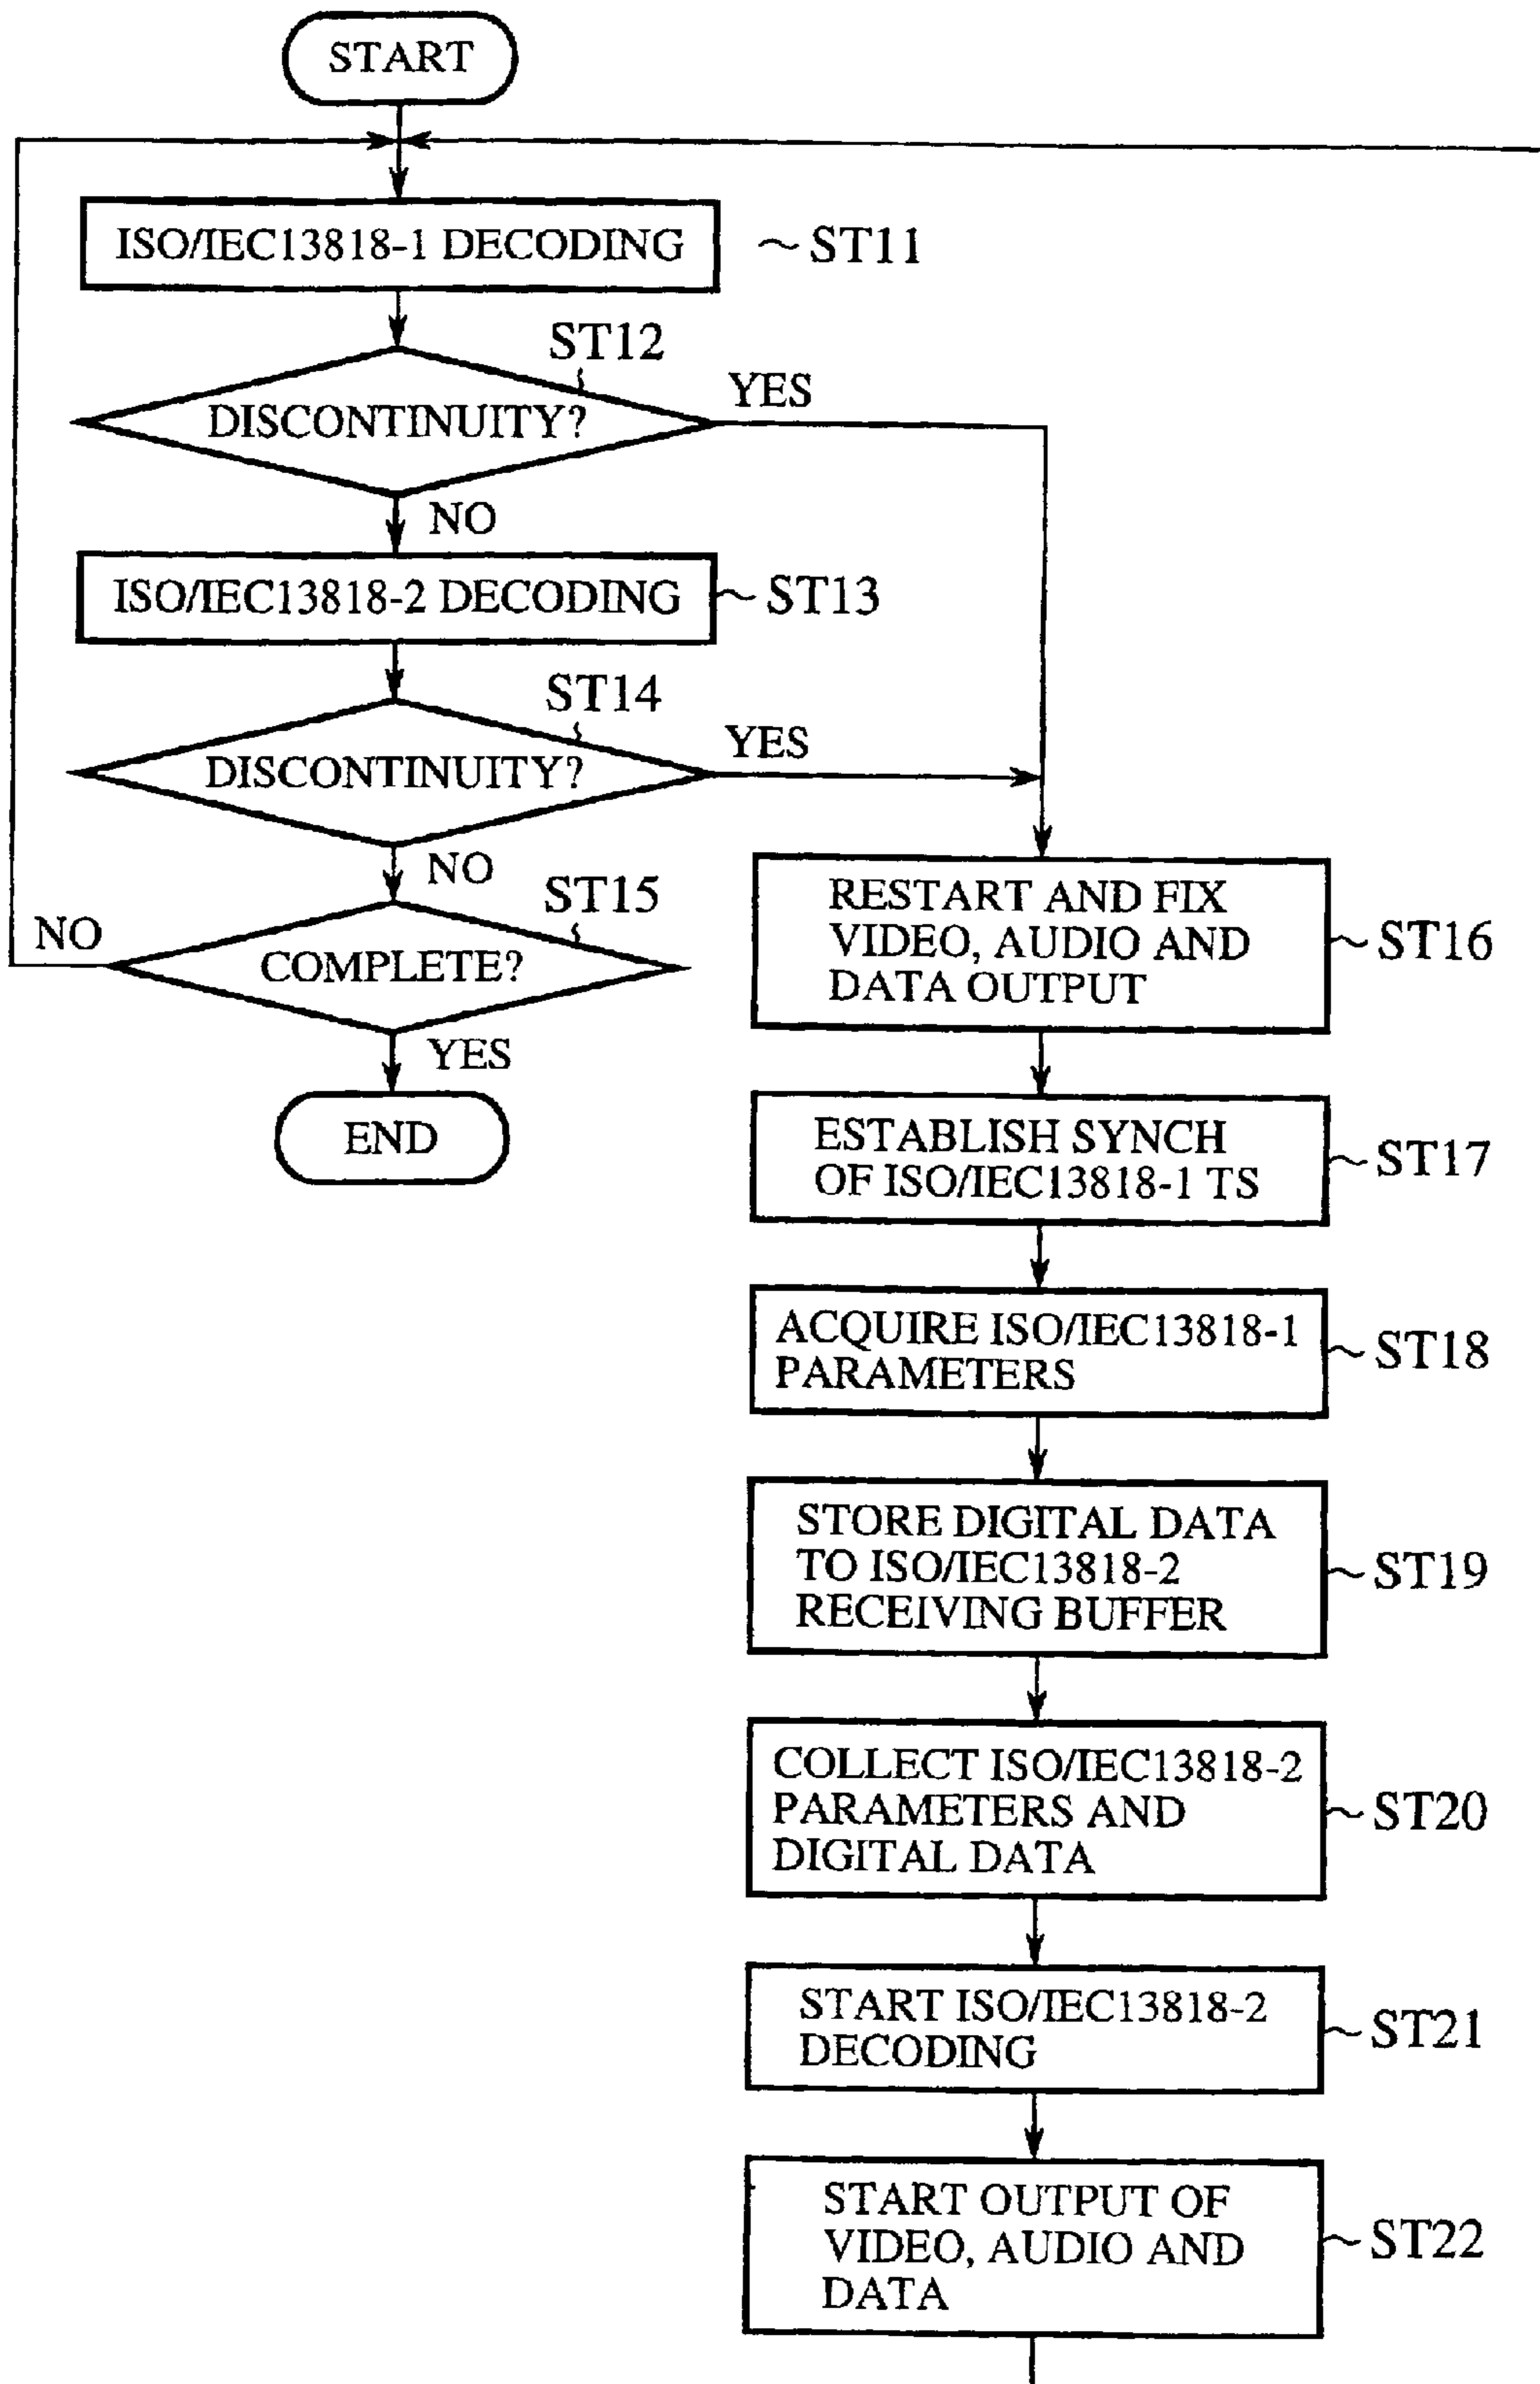 START
ISO/IEC13818-1 DECODING
~ST11
ST12
DISCONTINUITY?
YES
NO
ISO/IEC13818-2 DECODING
~ST13
ST14
DISCONTINUITY?
YES
NO
ST15
COMPLETE?
NO
YES
END
RESTART AND FIX
VIDEO, AUDIO AND
DATA OUTPUT
~ST16
ESTABLISH SYNCH
OF ISO/IEC13818-1 TS
~ST17
ACQUIRE ISO/IEC13818-1
PARAMETERS
~ST18
STORE DIGITAL DATA
TO ISO/IEC13818-2
RECEIVING BUFFER
~ST19
COLLECT ISO/IEC13818-2
PARAMETERS AND
DIGITAL DATA
~ST20
START ISO/IEC13818-2
DECODING
~ST21
START OUTPUT OF
VIDEO, AUDIO AND
DATA
~ST22